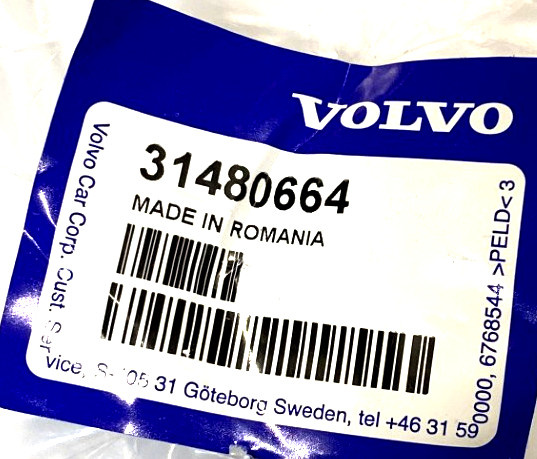 VOLVO
31480664
MADE IN ROMANIA
Volvo Car Corp. Cust. Ser
vice, S- 05 31 Göteborg Sweden, tel +46 31 59
0000, 6768544 >PELD< 3